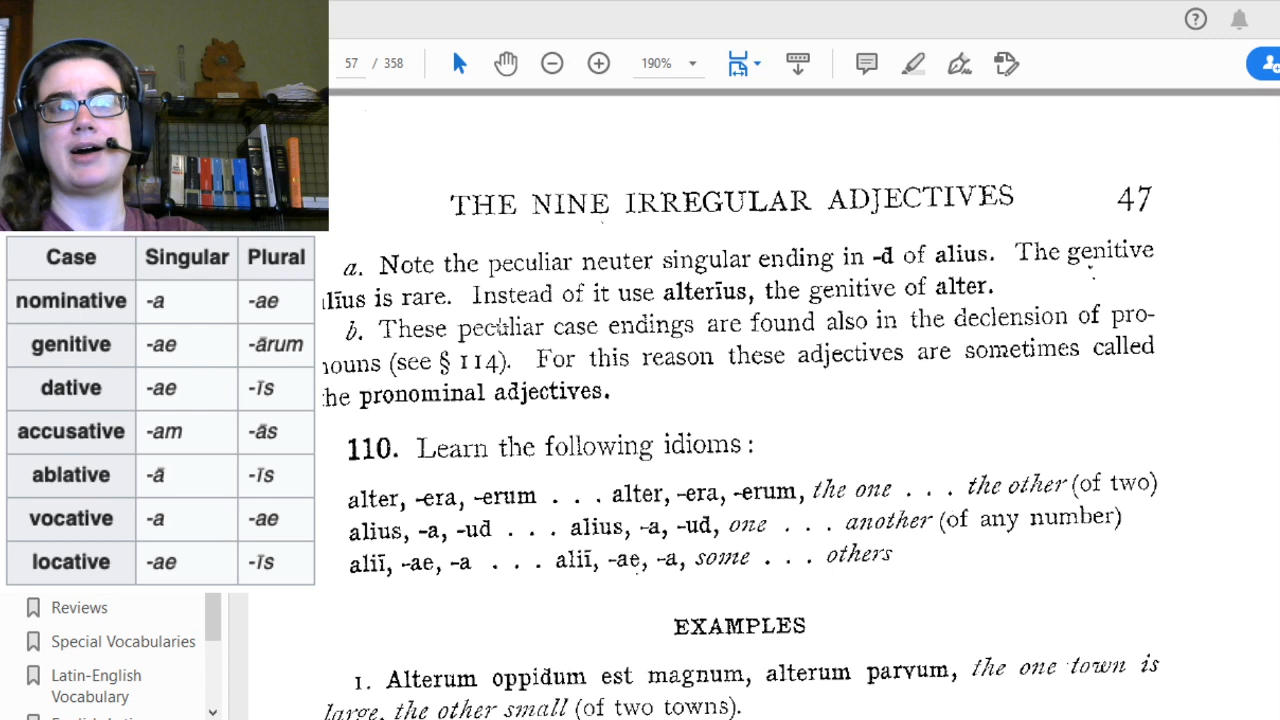 57 / 358
190%
THE NINE IRREGULAR ADJECTIVES 47
a. Note the peculiar neuter singular ending in -d of alius. The genitive
līus is rare. Instead of it use alterīus, the genitive of alter.
b. These peculiar case endings are found also in the declension of pro-
nouns (see § 114). For this reason these adjectives are sometimes called
he pronominal adjectives.
110. Learn the following idioms:
alter, -era, -erum . . . alter, -era, -erum, the one . . . the other (of two)
alius, -a, -ud . . . alius, -a, -ud, one . . . another (of any number)
aliī, -ae, -a . . . aliī, -ae, -a, some . . . others
EXAMPLES
1. Alterum oppidum est magnum, alterum parvum, the one town is
large, the other small (of two towns).
Case Singular Plural
nominative -a -ae
genitive -ae -ārum
dative -ae -īs
accusative -am -ās
ablative -ā -īs
vocative -a -ae
locative -ae -īs
Reviews
Special Vocabularies
Latin-English
Vocabulary